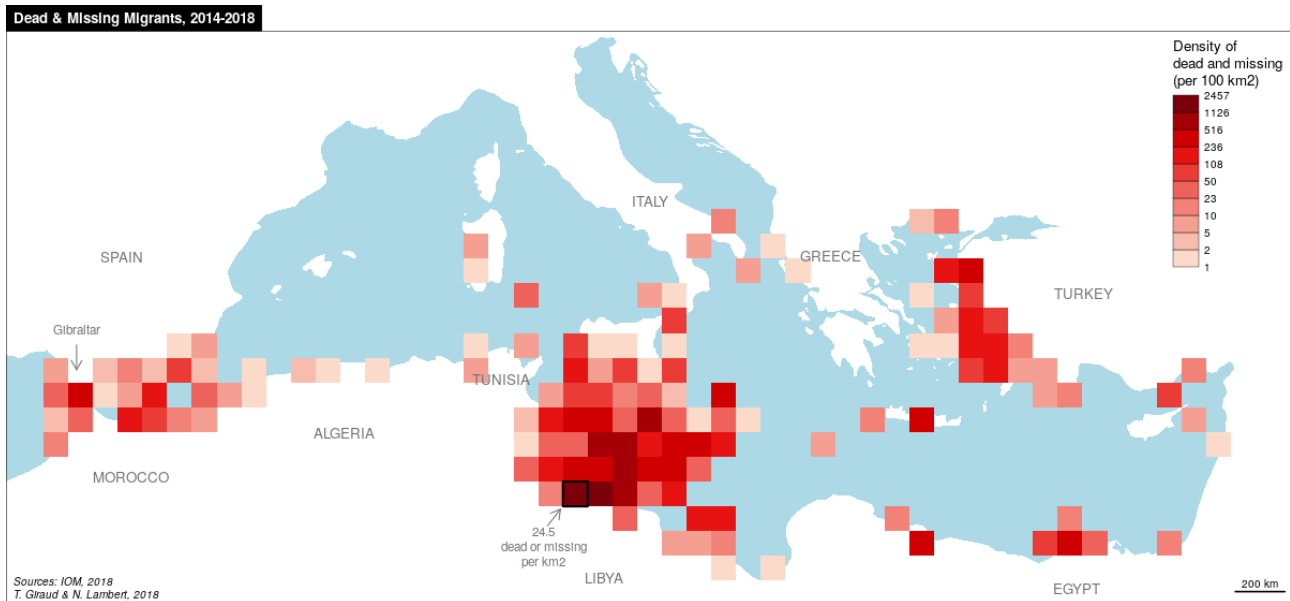 Dead & Missing Migrants, 2014-2018
Density of
dead and missing
(per 100 km2)
2457
1126
516
236
108
50
23
10
5
2
1
ITALY
SPAIN
GREECE
TURKEY
Gibraltar
TUNISIA
ALGERIA
MOROCCO
24.5
dead or missing
per km2
LIBYA
EGYPT
Sources: IOM, 2018
T. Giraud & N. Lambert, 2018
200 km